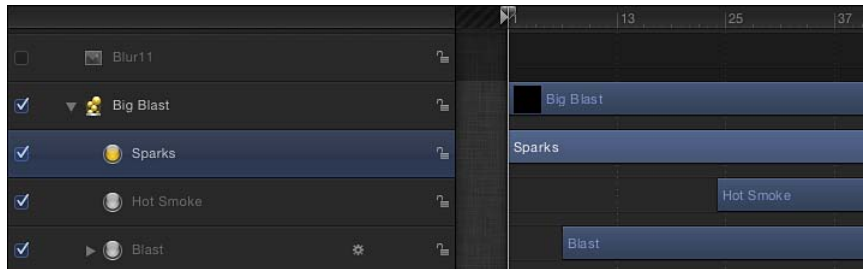 13 25 37
Blur11
Big Blast Big Blast
Sparks Sparks
Hot Smoke Hot Smoke
Blast Blast